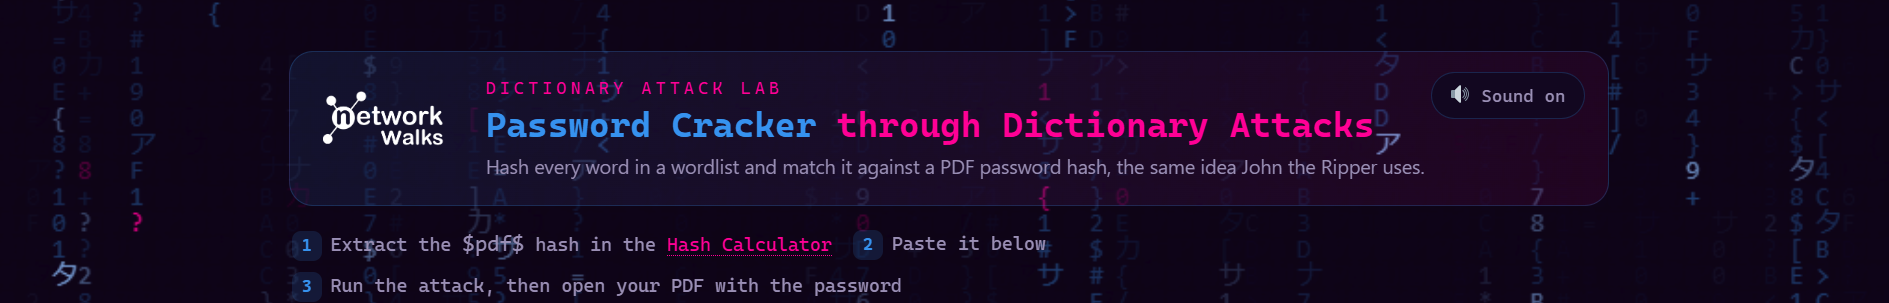 network
walks
DICTIONARY ATTACK LAB
Password Cracker through Dictionary Attacks
Hash every word in a wordlist and match it against a PDF password hash, the same idea John the Ripper uses.
Sound on
1 Extract the $pdf$ hash in the Hash Calculator 2 Paste it below
3 Run the attack, then open your PDF with the password